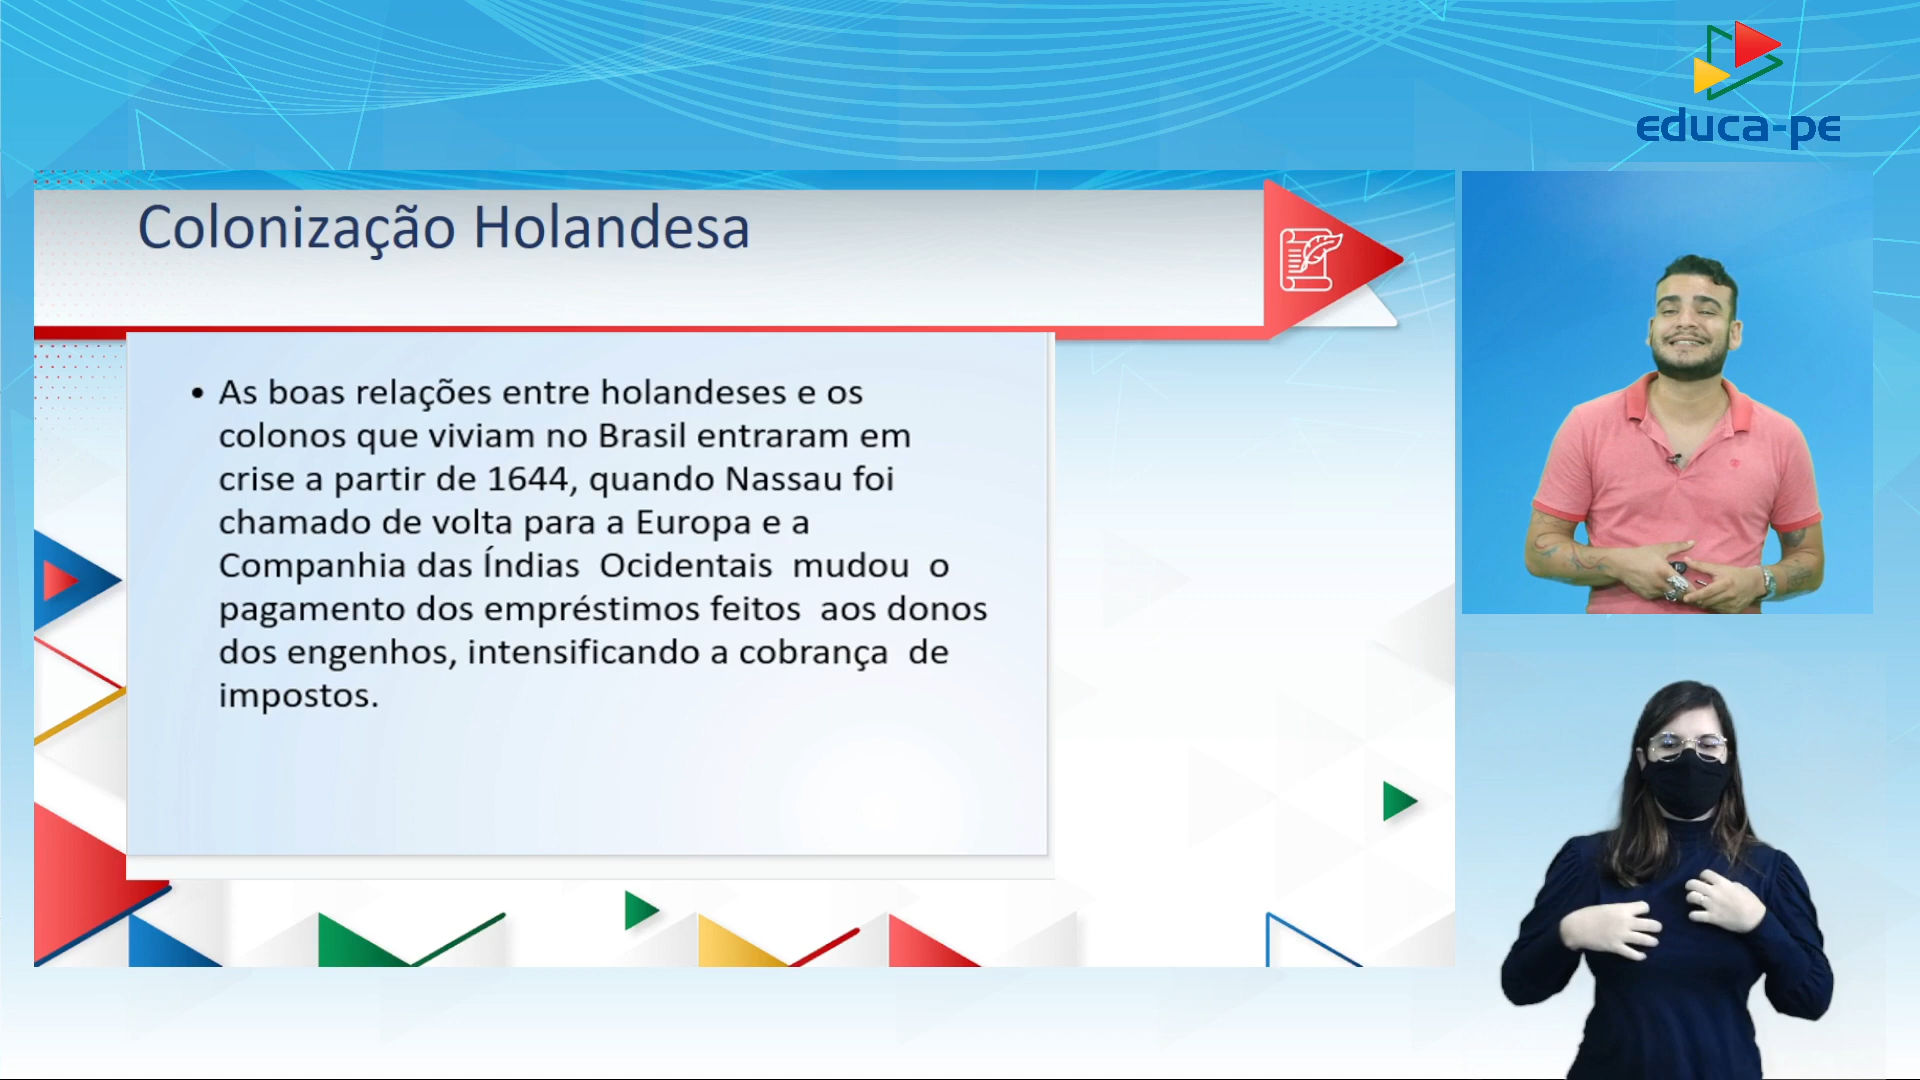 educa-pe
Colonização Holandesa
• As boas relações entre holandeses e os
colonos que viviam no Brasil entraram em
crise a partir de 1644, quando Nassau foi
chamado de volta para a Europa e a
Companhia das Índias Ocidentais mudou o
pagamento dos empréstimos feitos aos donos
dos engenhos, intensificando a cobrança de
impostos.